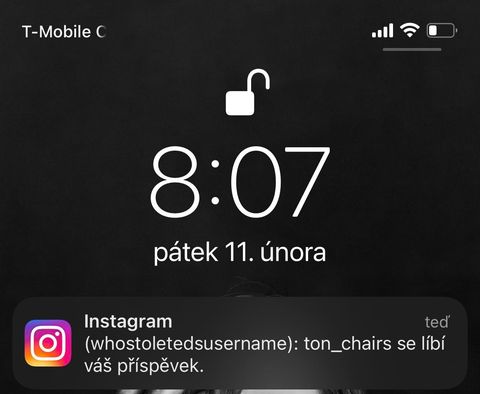 T-Mobile C
8:07
pátek 11. února
Instagram
teď
(whostoletedsusername): ton_chairs se líbí
váš příspěvek.